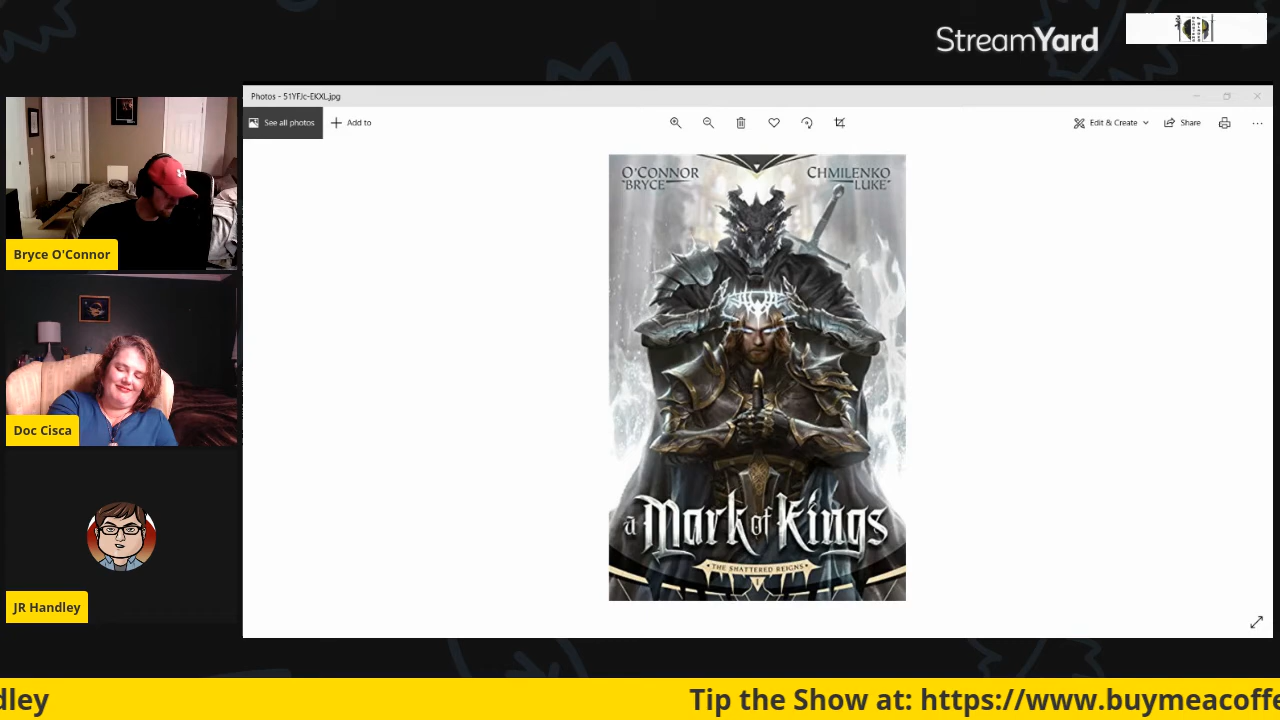 StreamYard
Photos - 51YFJc-EKXL.jpg
See all photos
Add to
Edit & Create
Share
O'CONNOR
BRYCE
CHMILENKO
LUKE
a Mark of Kings
THE SHATTERED REIGNS
I
Bryce O'Connor
Doc Cisca
JR Handley
dley
Tip the Show at: https://www.buymeacoffe